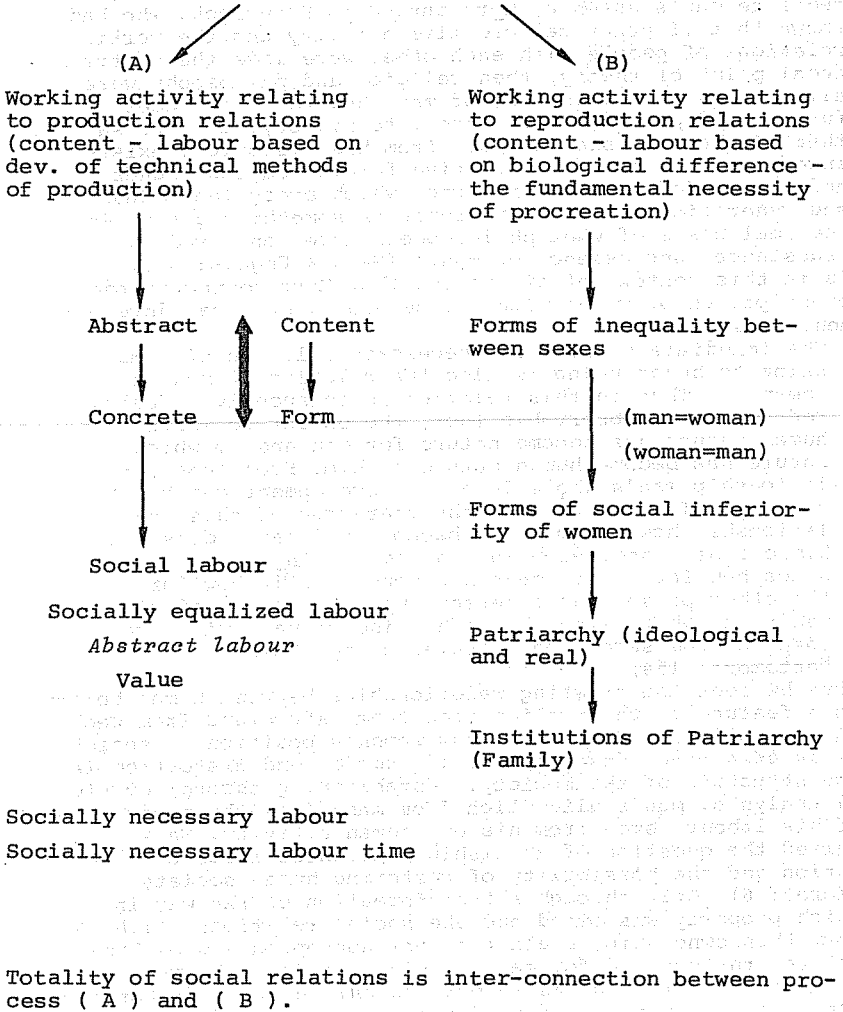 (A)
Working activity relating
to production relations
(content - labour based on
dev. of technical methods
of production)
Abstract Content
Concrete Form
Social labour
Socially equalized labour
Abstract labour
Value
Socially necessary labour
Socially necessary labour time
(B)
Working activity relating
to reproduction relations
(content - labour based
on biological difference -
the fundamental necessity
of procreation)
Forms of inequality bet-
ween sexes
(man=woman)
(woman=man)
Forms of social inferior-
ity of women
Patriarchy (ideological
and real)
Institutions of Patriarchy
(Family)
Totality of social relations is inter-connection between pro-
cess ( A ) and ( B ).